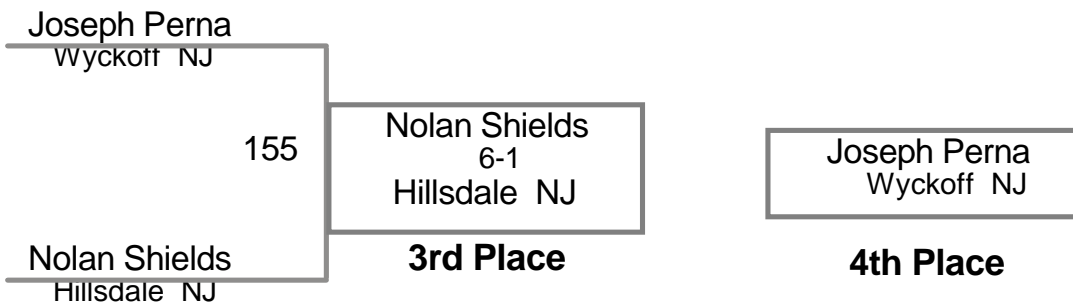 Joseph Perna
Wyckoff NJ
155
Nolan Shields
Hillsdale NJ
Nolan Shields
6-1
Hillsdale NJ
3rd Place
Joseph Perna
Wyckoff NJ
4th Place